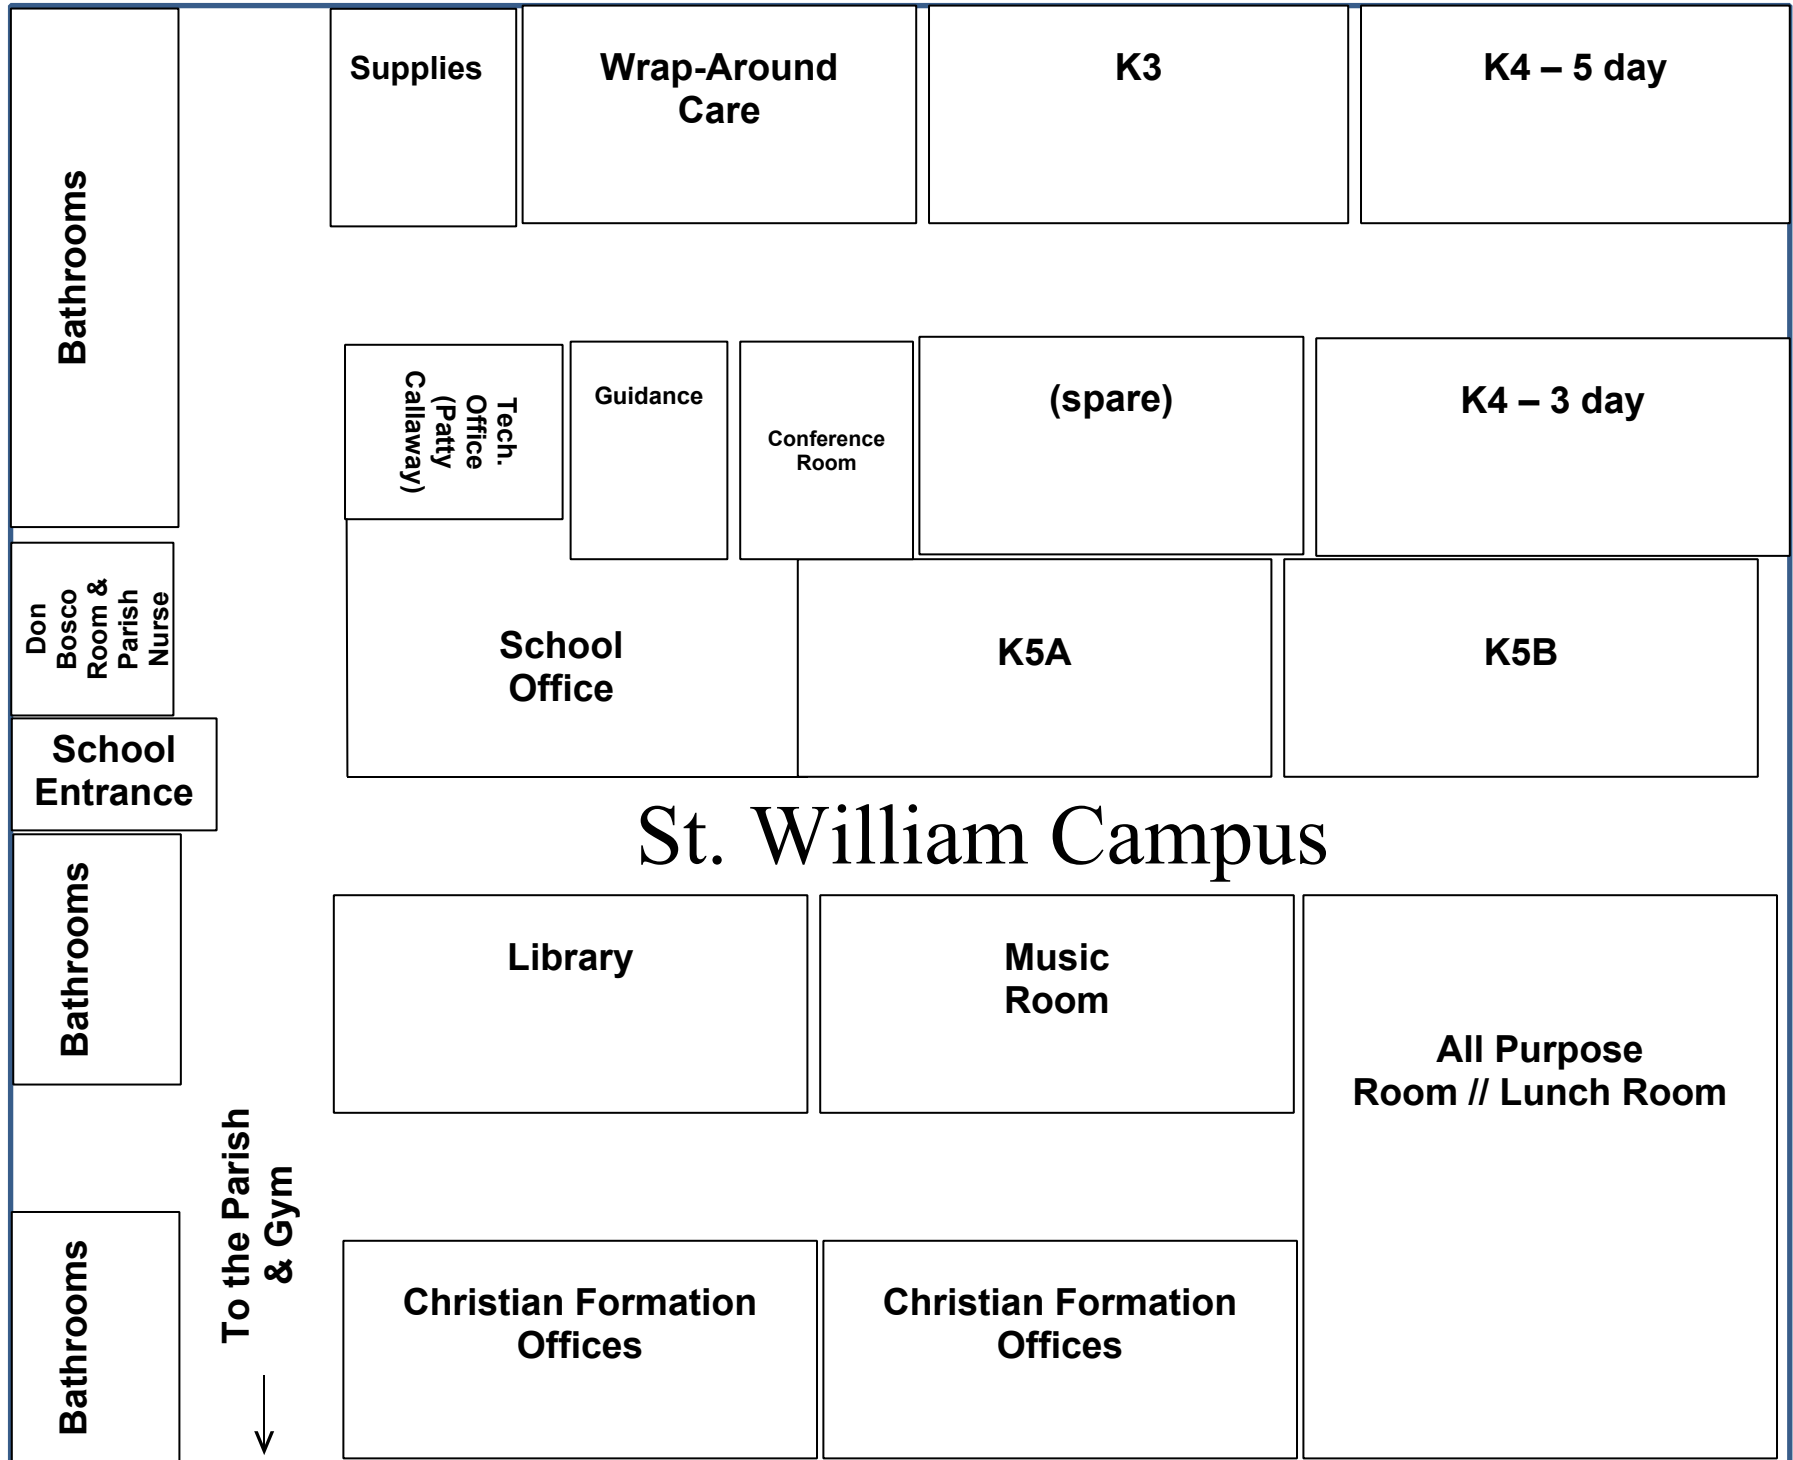 Supplies
Wrap-Around
Care
K3
K4 – 5 day
Bathrooms
Tech.
Office
(Patty
Callaway)
Guidance
Conference
Room
(spare)
K4 – 3 day
Don
Bosco
Room &
Parish
Nurse
School
Office
K5A
K5B
School
Entrance
St. William Campus
Bathrooms
Library
Music
Room
All Purpose
Room // Lunch Room
To the Parish
& Gym
Bathrooms
Christian Formation
Offices
Christian Formation
Offices